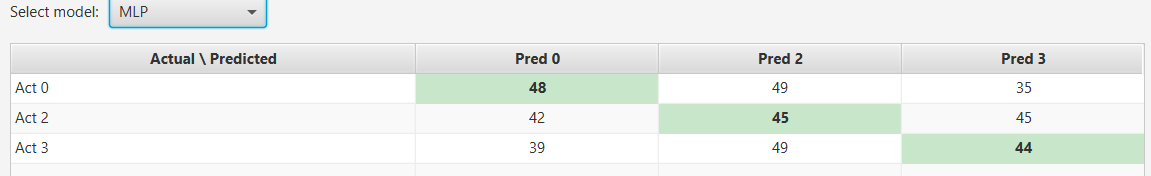 Select model: MLP
Actual \ Predicted Pred 0 Pred 2 Pred 3
Act 0 48 49 35
Act 2 42 45 45
Act 3 39 49 44